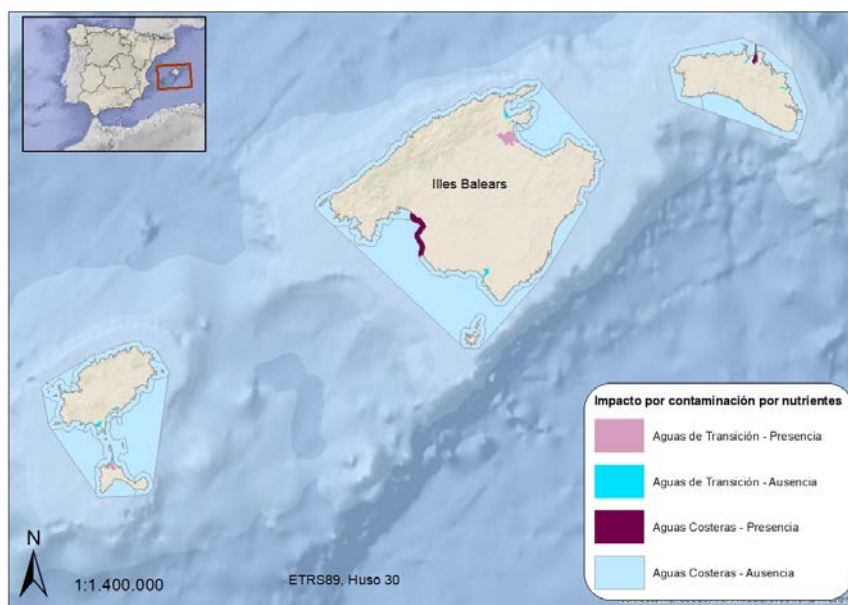 Illes Balears
Impacto por contaminación por nutrientes
Aguas de Transición - Presencia
Aguas de Transición - Ausencia
Aguas Costeras - Presencia
Aguas Costeras - Ausencia
N
1:1.400.000
ETRS89, Huso 30